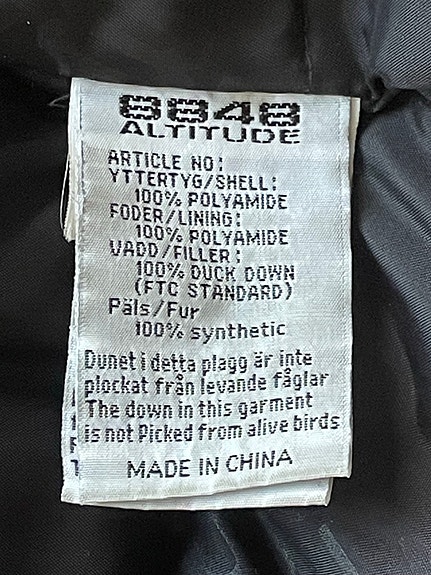 8848
ALTITUDE
ARTICLE NO:
YTTERTYG/SHELL:
100% POLYAMIDE
FODER/LINING:
100% POLYAMIDE
VADD/FILLER:
100% DUCK DOWN
(FTC STANDARD)
Päls/Fur
100% synthetic
Dunet i detta plagg är inte
plockat från levande fåglar
The down in this garment
is not Picked from alive birds
MADE IN CHINA